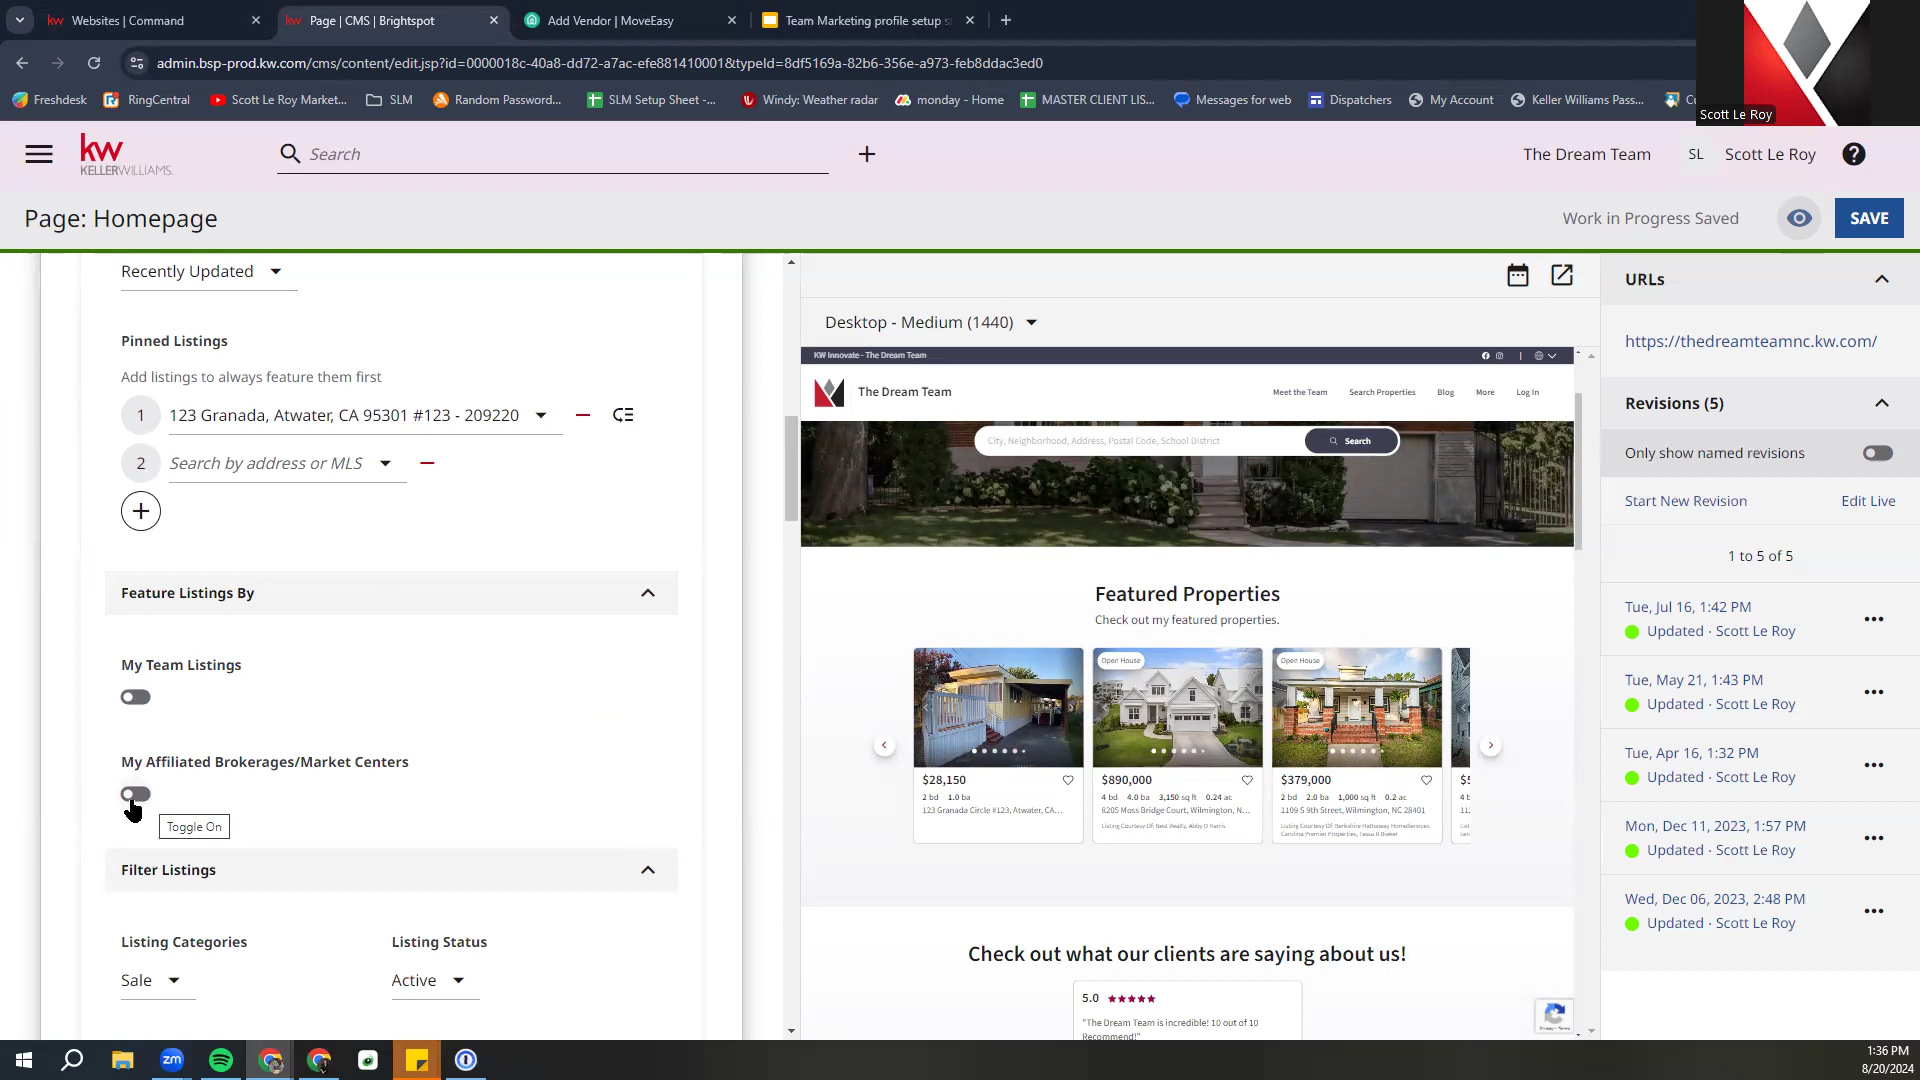 Websites | Command
Page | CMS | Brightspot
Add Vendor | MoveEasy
Team Marketing profile setup s
admin.bsp-prod.kw.com/cms/content/edit.jsp?id=0000018c-40a8-dd72-a7ac-efe881410001&typeId=8df5169a-82b6-356e-a973-feb8ddac3ed0
Freshdesk
RingCentral
Scott Le Roy Market...
SLM
Random Password...
SLM Setup Sheet -...
Windy: Weather radar
monday - Home
MASTER CLIENT LIS...
Messages for web
Dispatchers
My Account
Keller Williams Pass...
Scott Le Roy
kw
KELLERWILLIAMS.
Search
The Dream Team
SL
Scott Le Roy
Page: Homepage
Work in Progress Saved
SAVE
Recently Updated
Pinned Listings
Add listings to always feature them first
1
123 Granada, Atwater, CA 95301 #123 - 209220
2
Search by address or MLS
Feature Listings By
My Team Listings
My Affiliated Brokerages/Market Centers
Toggle On
Filter Listings
Listing Categories
Listing Status
Sale
Active
Desktop - Medium (1440)
KW Innovate - The Dream Team
The Dream Team
Meet the Team
Search Properties
Blog
More
Log In
City, Neighborhood, Address, Postal Code, School District
Search
Featured Properties
Check out my featured properties.
Open House
Open House
$28,150
2 bd 1.0 ba
123 Granada Circle #123, Atwater, CA...
$890,000
4 bd 4.0 ba 3,150 sq ft 0.24 ac
8205 Moss Bridge Court, Wilmington, N...
Listing Courtesy Of: Nest Realty, Abby D Harris
$379,000
2 bd 2.0 ba 1,000 sq ft 0.2 ac
1109 S 9th Street, Wilmington, NC 28401
Listing Courtesy Of: Berkshire Hathaway HomeServices
Carolina Premier Properties,
Check out what our clients are saying about us!
5.0 ★★★★★
"The Dream Team is incredible! 10 out of 10
Recommend!"
URLs
https://thedreamteamnc.kw.com/
Revisions (5)
Only show named revisions
Start New Revision
Edit Live
1 to 5 of 5
Tue, Jul 16, 1:42 PM
Updated · Scott Le Roy
Tue, May 21, 1:43 PM
Updated · Scott Le Roy
Tue, Apr 16, 1:32 PM
Updated · Scott Le Roy
Mon, Dec 11, 2023, 1:57 PM
Updated · Scott Le Roy
Wed, Dec 06, 2023, 2:48 PM
Updated · Scott Le Roy
zm
1:36 PM
8/20/2024